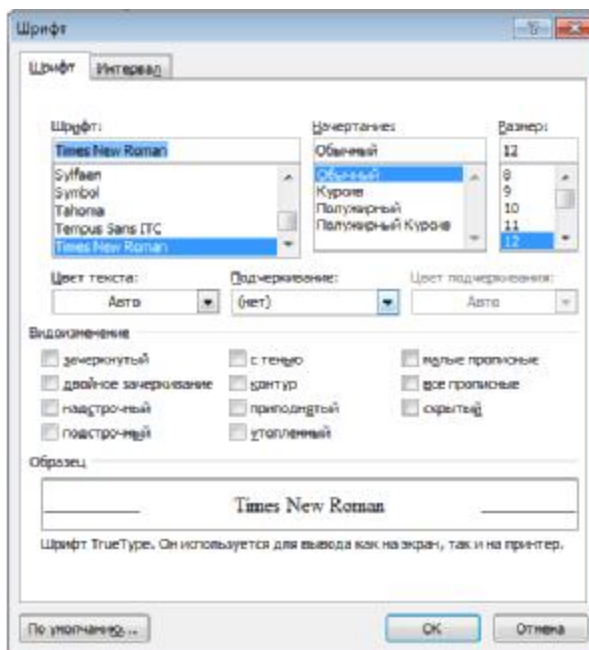 Шрифт
Шрифт Интервал
Шрифт: Начертание: Размер:
Times New Roman Обычный 12
Sylfaen Обычный 8
Symbol Курсив 9
Tahoma Полужирный 10
Tempus Sans ITC Полужирный Курсив 11
Times New Roman 12
Цвет текста: Подчеркивание: Цвет подчеркивания:
Авто (нет) Авто
Видоизменение
зачеркнутый с тенью малые прописные
двойное зачеркивание контур все прописные
надстрочный приподнятый скрытый
подстрочный утопленный
Образец
Times New Roman
Шрифт TrueType. Он используется для вывода как на экран, так и на принтер.
По умолчанию... ОК Отмена